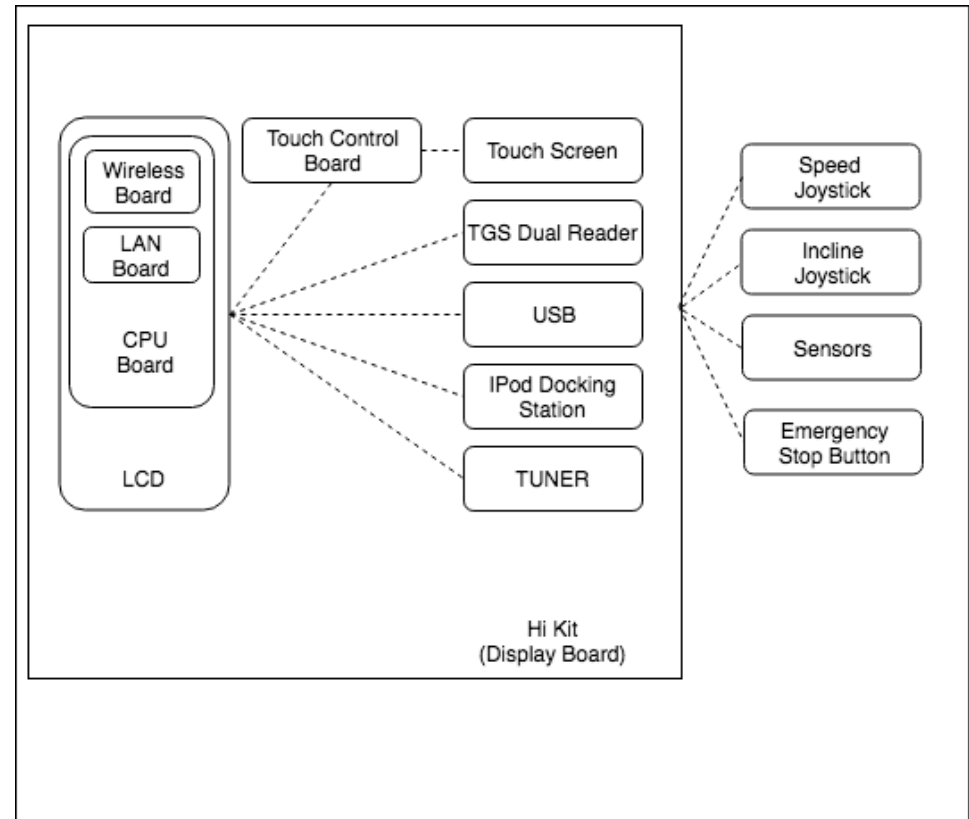 Wireless
Board
LAN
Board
CPU
Board
LCD
Touch Control
Board
Touch Screen
TGS Dual Reader
USB
IPod Docking
Station
TUNER
Hi Kit
(Display Board)
Speed
Joystick
Incline
Joystick
Sensors
Emergency
Stop Button